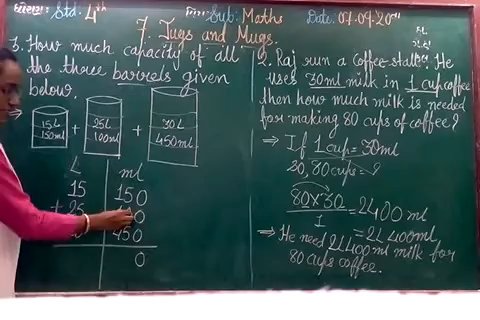 Std. 4th
Sub: Maths
Date. 07-09-20
7. Jugs and Mugs.
How much capacity of all
the three barrels given
below.
15L
150ml
+
25L
100ml
+
30L
450ml
L ml
15 150
+ 25
450
0
2. Raj run a Coffee stall. He
uses 30ml milk in 1 cup coffee
then how much milk is needed
for making 80 cups of coffee?
⇒ If 1 cup = 30ml
80 cups = ?
80 x 30 = 2400 ml
1
= 2L 400ml
⇒ He need 2L 400 ml milk for
80 cups coffee.